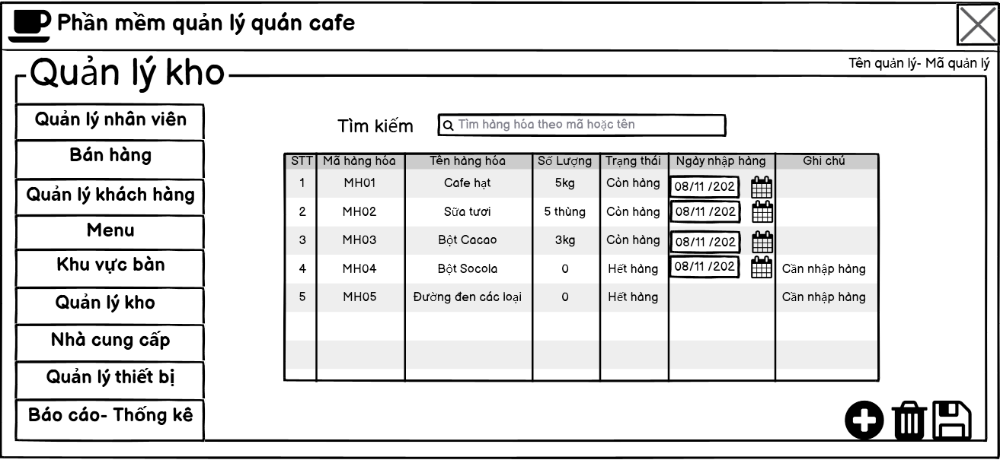 Phần mềm quản lý quán cafe
Tên quản lý- Mã quản lý
Quản lý kho
Quản lý nhân viên
Bán hàng
Quản lý khách hàng
Menu
Khu vực bàn
Quản lý kho
Nhà cung cấp
Quản lý thiết bị
Báo cáo- Thống kê
Tìm kiếm Tìm hàng hóa theo mã hoặc tên
STT Mã hàng hóa Tên hàng hóa Số Lượng Trạng thái Ngày nhập hàng Ghi chú
1 MH01 Cafe hạt 5kg Còn hàng 08/11 /202
2 MH02 Sữa tươi 5 thùng Còn hàng 08/11 /202
3 MH03 Bột Cacao 3kg Còn hàng 08/11 /202
4 MH04 Bột Socola 0 Hết hàng 08/11 /202 Cần nhập hàng
5 MH05 Đường đen các loại 0 Hết hàng Cần nhập hàng